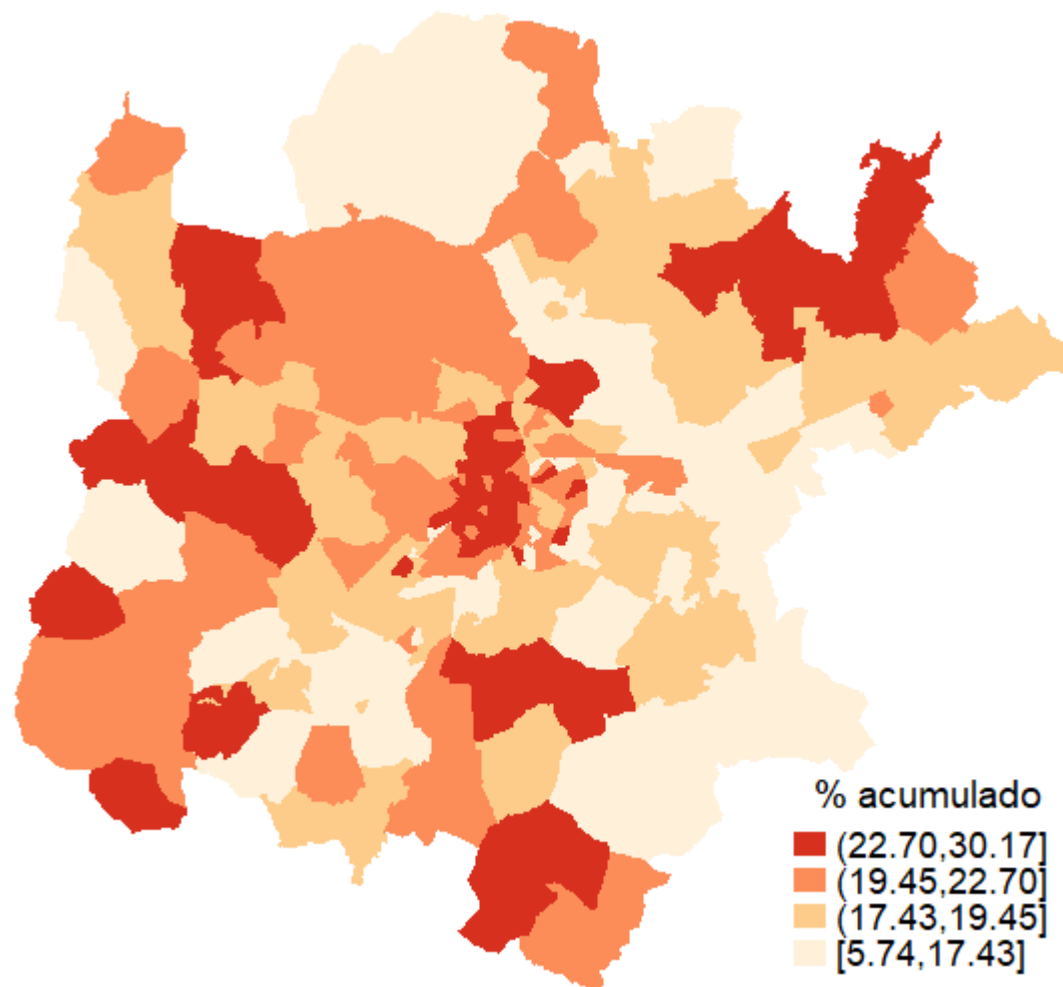 % acumulado
(22.70,30.17]
(19.45,22.70]
(17.43,19.45]
[5.74,17.43]